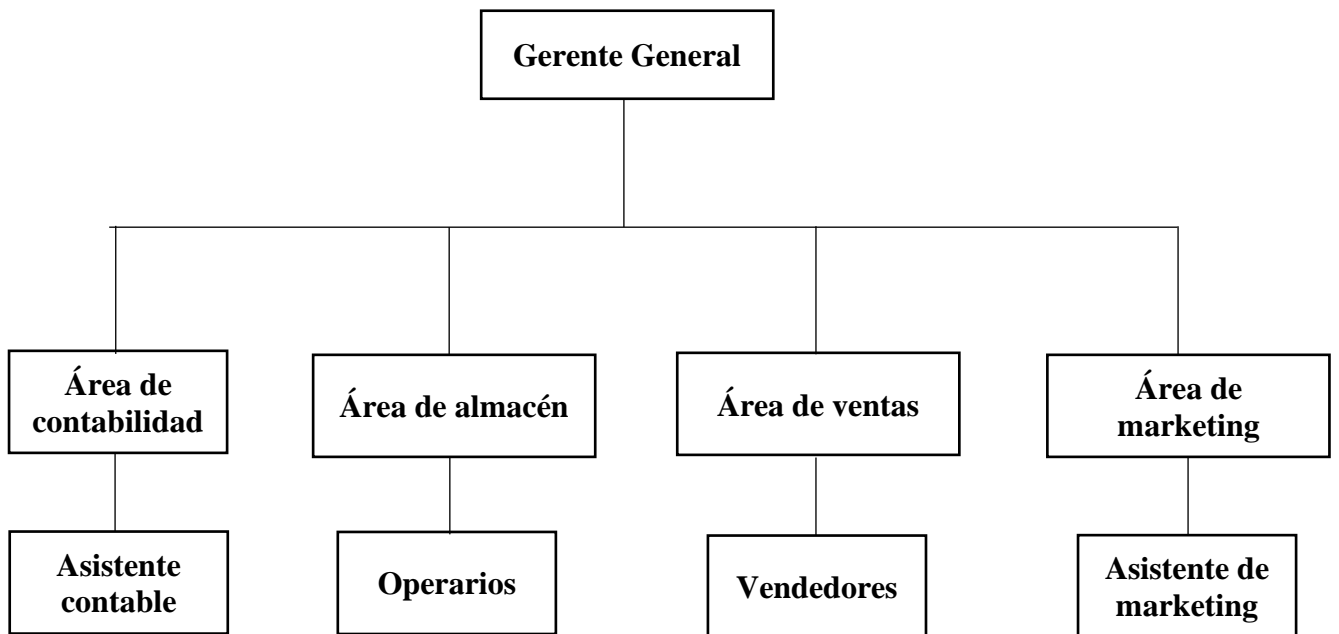 Gerente General
Área de
contabilidad
Área de almacén
Área de ventas
Área de
marketing
Asistente
contable
Operarios
Vendedores
Asistente de
marketing